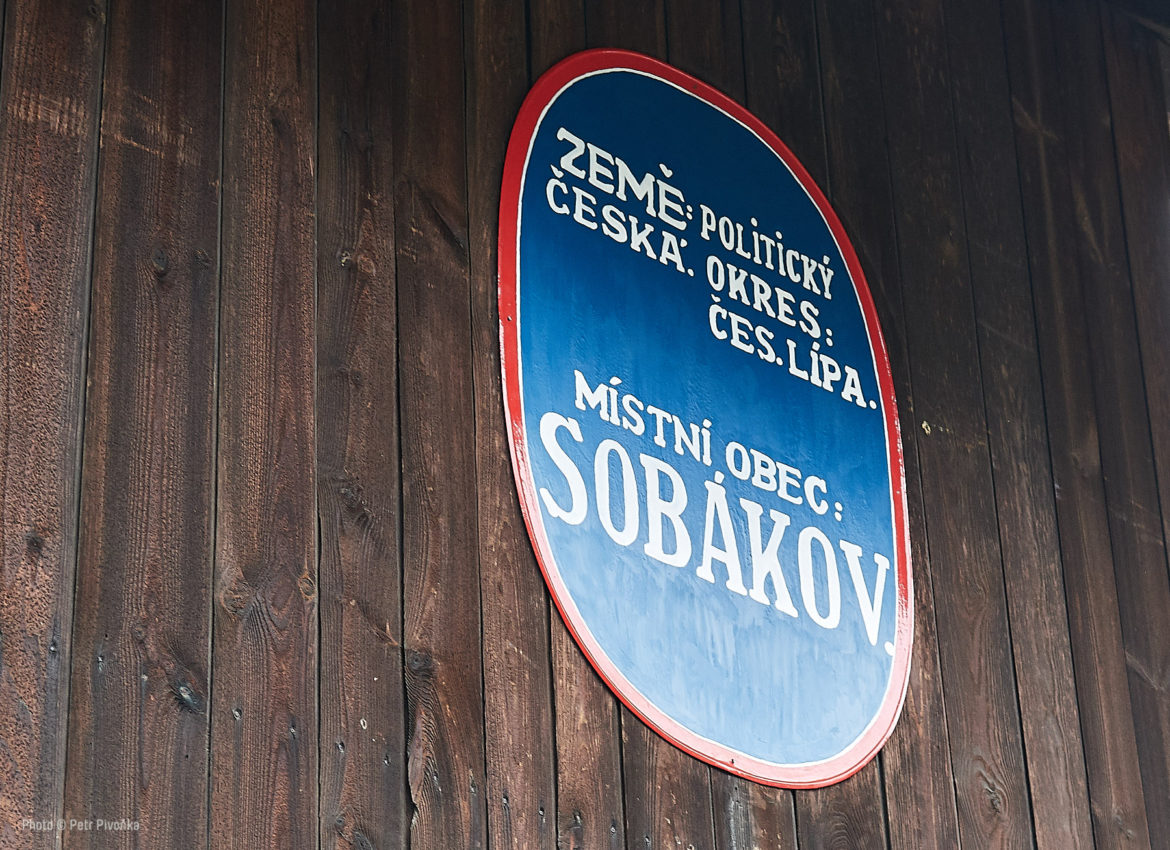 ZEMĚ:
ČESKÁ.
POLITICKÝ
OKRES:
ČES. LÍPA.
MÍSTNÍ OBEC:
SOBÁKOV.
Photo © Petr Pivoňka